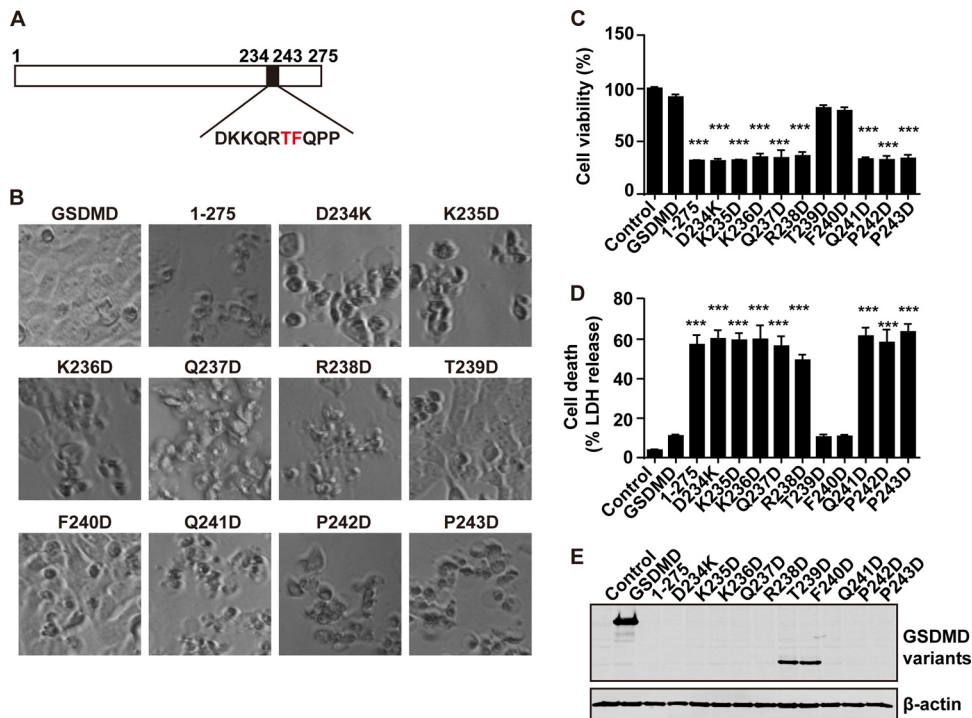 A
1 234 243 275
DKKQRTFQPP
B
GSDMD 1-275 D234K K235D
K236D Q237D R238D T239D
F240D Q241D P242D P243D
C
Cell viability (%)
150
100
50
0
*** *** *** *** *** *** *** *** ***
Control GSDMD 1-275 D234K K235D K236D Q237D R238D T239D F240D Q241D P242D P243D
D
Cell death
(% LDH release)
80
60
40
20
0
*** *** *** *** *** *** *** *** ***
Control GSDMD 1-275 D234K K235D K236D Q237D R238D T239D F240D Q241D P242D P243D
E
Control GSDMD 1-275 D234K K235D K236D Q237D R238D T239D F240D Q241D P242D P243D
GSDMD
variants
β-actin